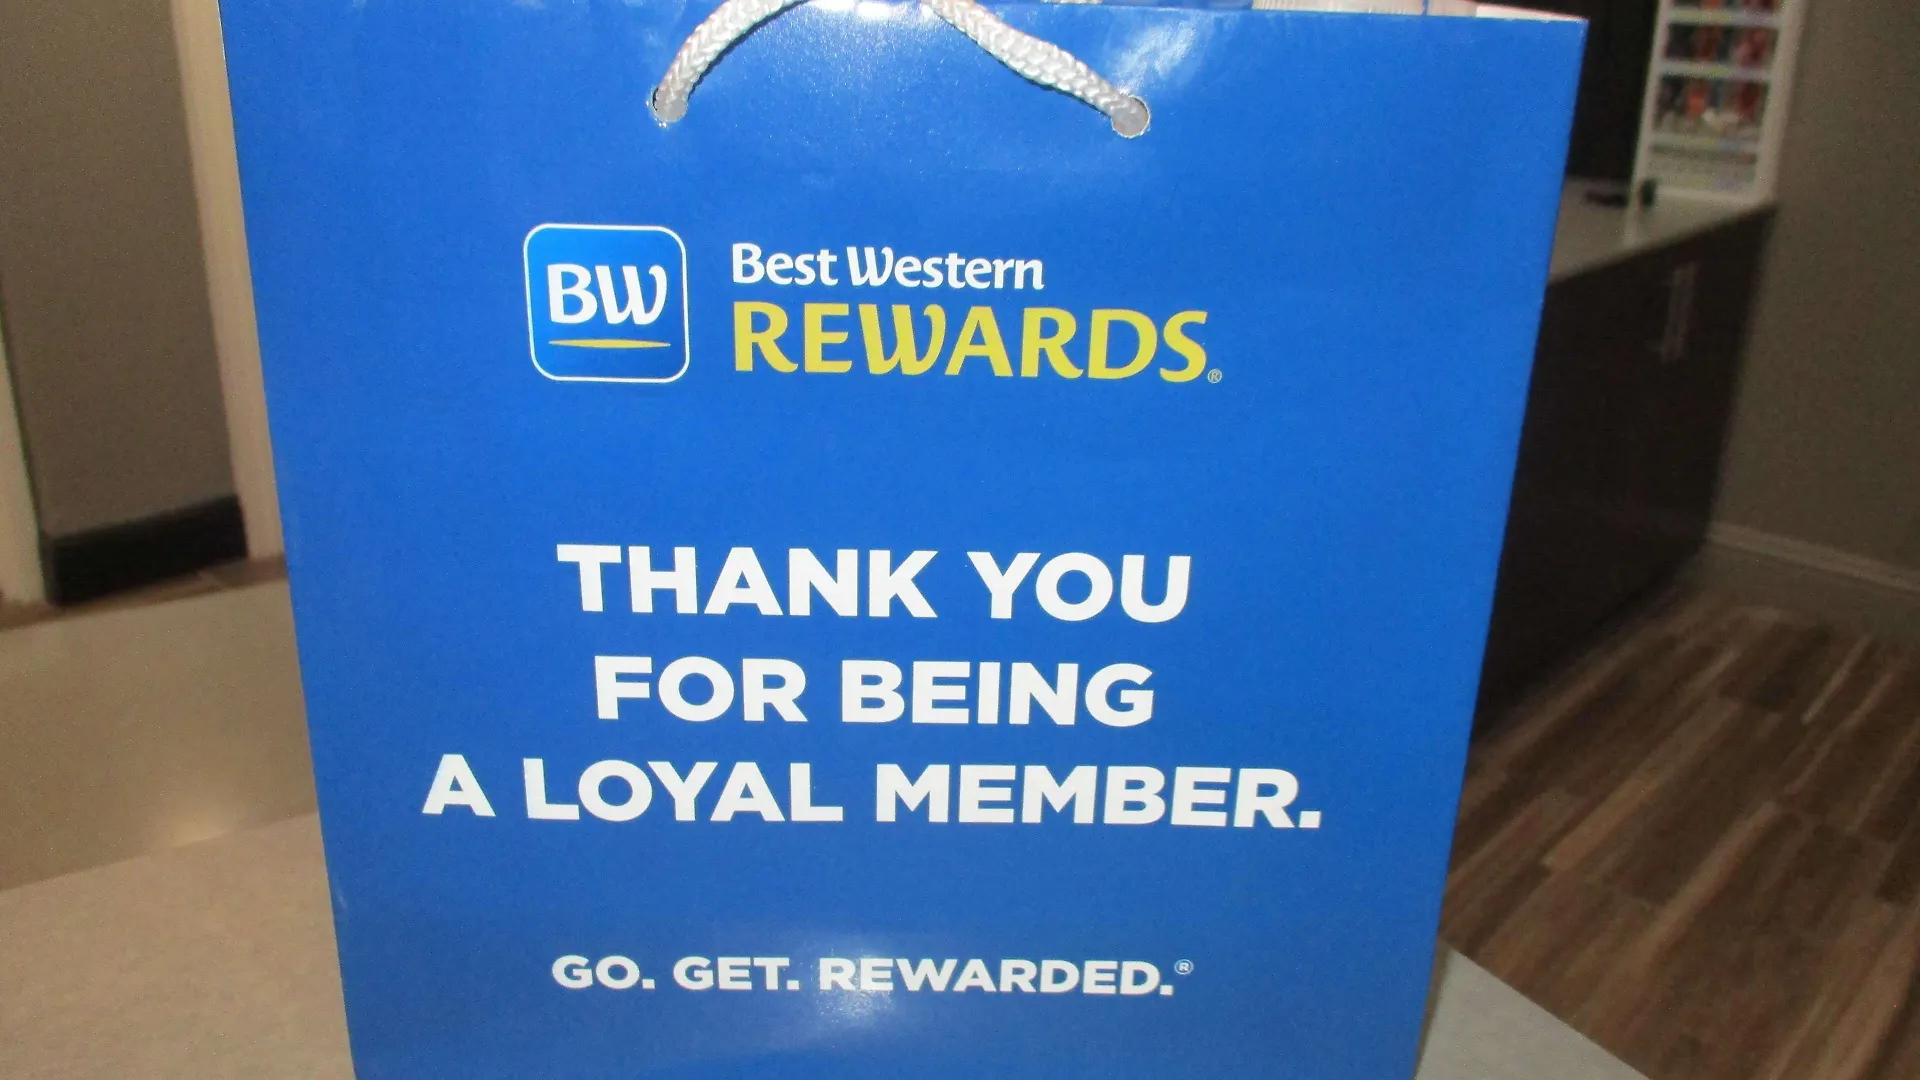 BW
Best Western
REWARDS®
THANK YOU
FOR BEING
A LOYAL MEMBER.
GO. GET. REWARDED.®